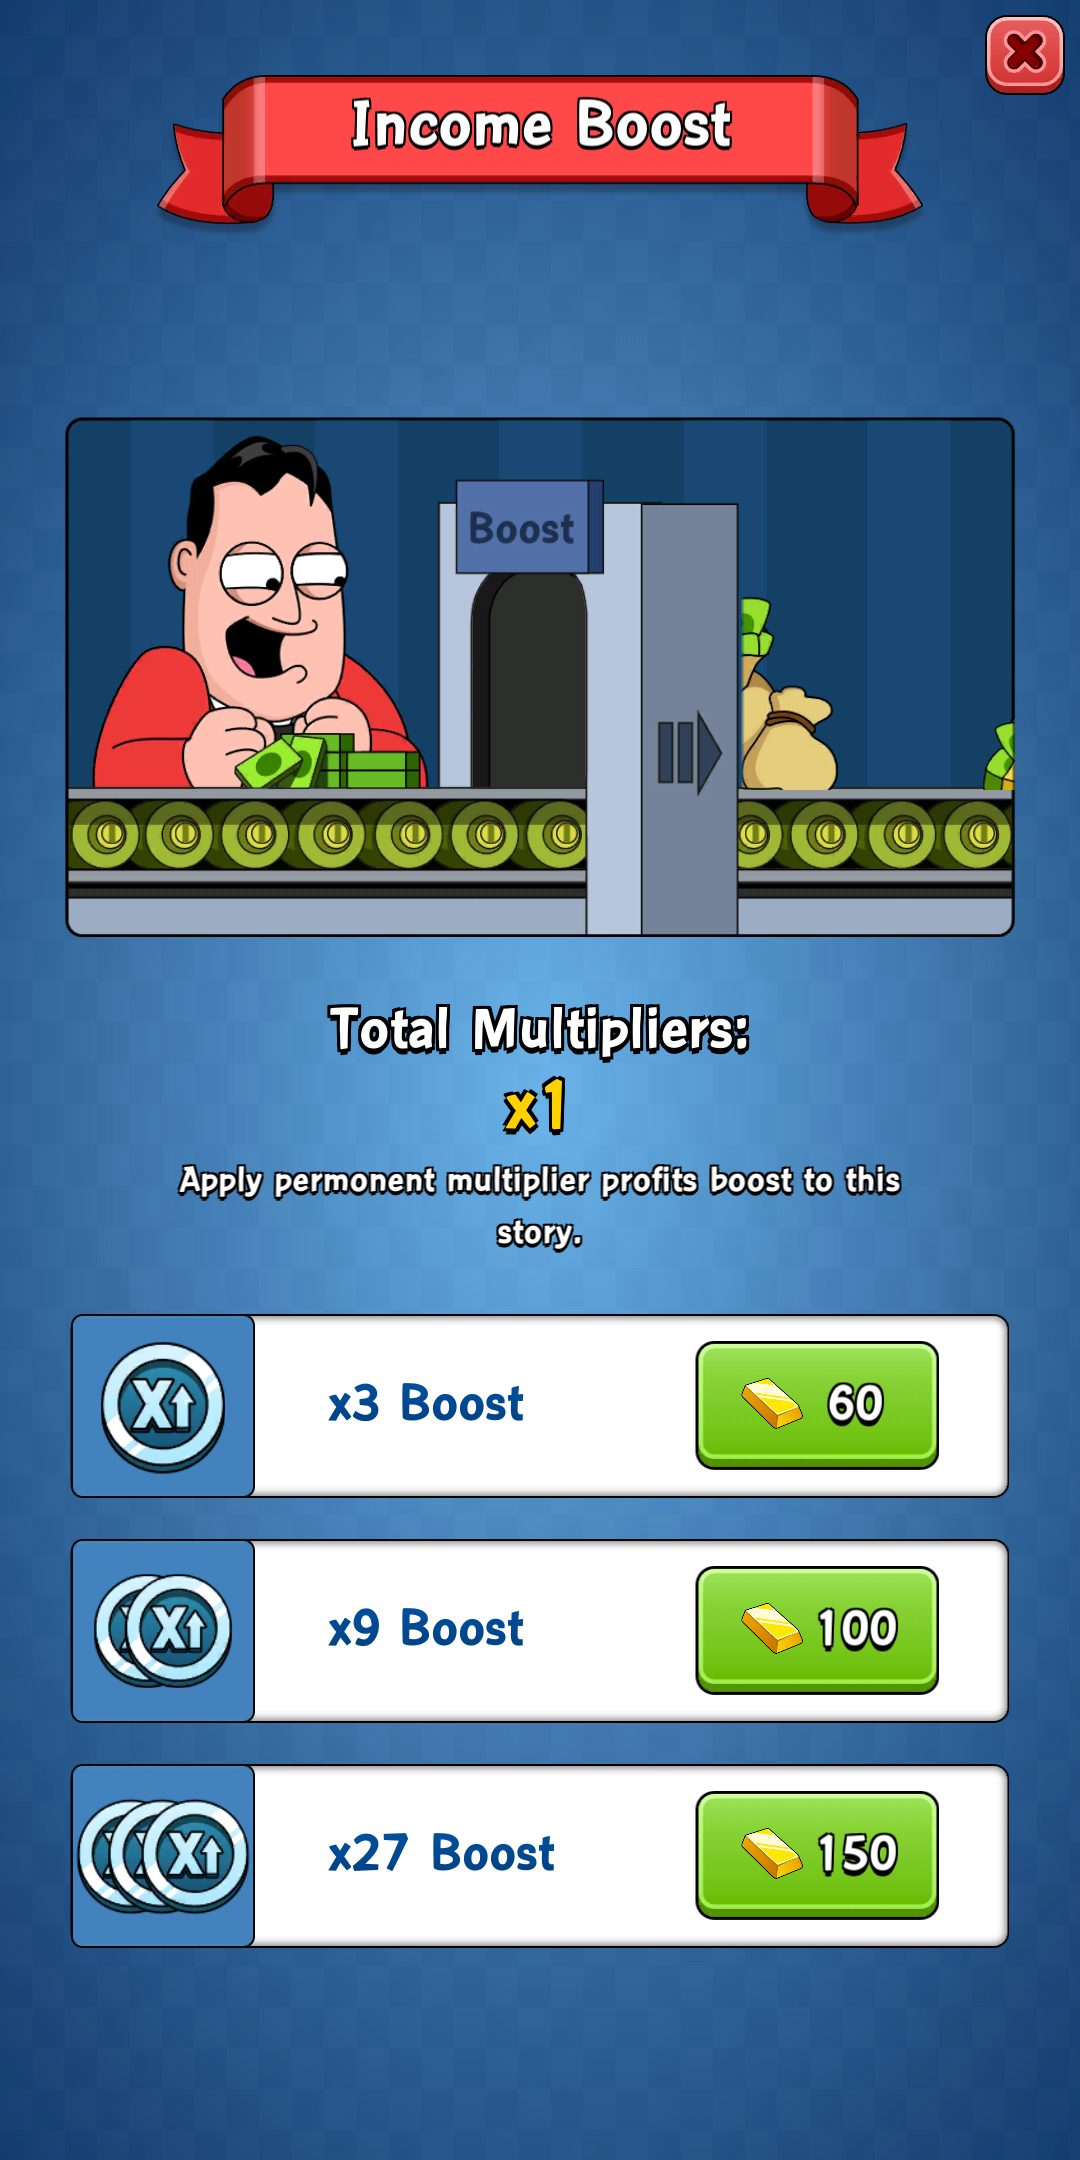 Income Boost
Boost
Total Multipliers:
x1
Apply permonent multiplier profits boost to this
story.
X↑
x3 Boost
60
X↑
x9 Boost
100
X↑
x27 Boost
150